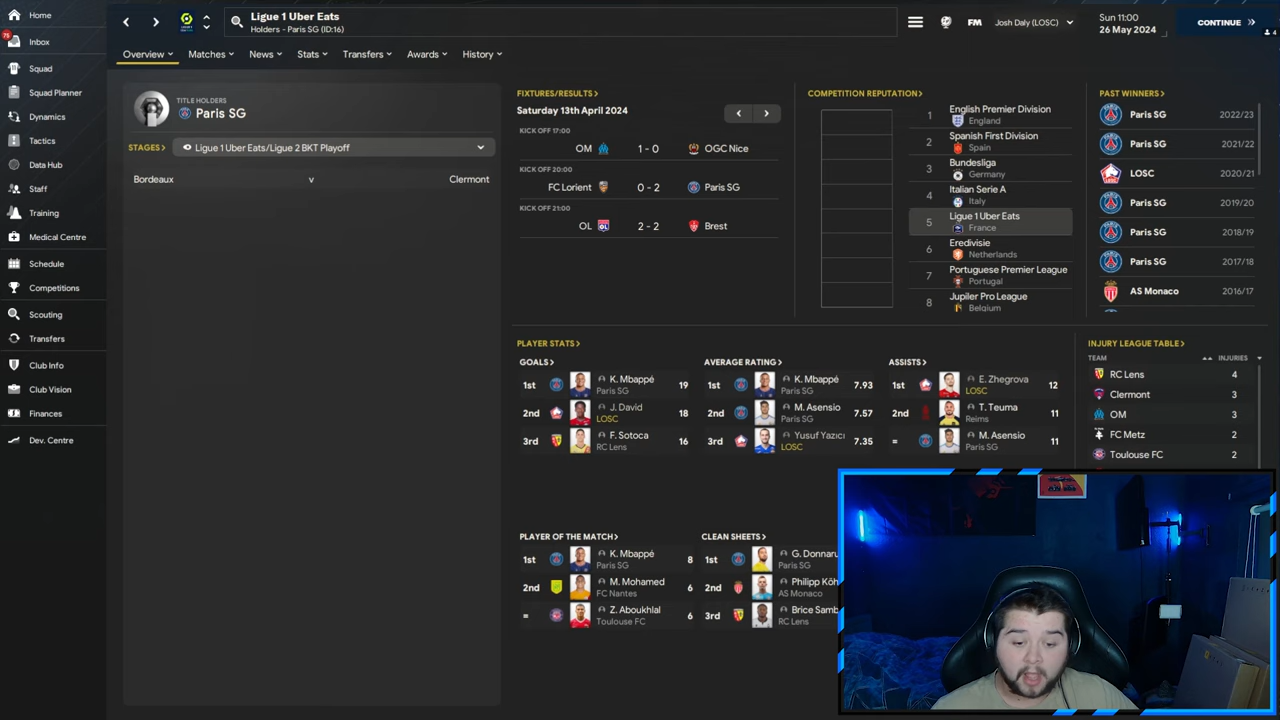 Home
Inbox
75
Squad
Squad Planner
Dynamics
Tactics
Data Hub
Staff
Training
Medical Centre
Schedule
Competitions
Scouting
Transfers
Club Info
Club Vision
Finances
Dev. Centre
Ligue 1 Uber Eats
Holders - Paris SG (ID:16)
FM
Josh Daly (LOSC)
Sun 11:00
26 May 2024
CONTINUE
4
Overview
Matches
News
Stats
Transfers
Awards
History
TITLE HOLDERS
Paris SG
STAGES
Ligue 1 Uber Eats/Ligue 2 BKT Playoff
Bordeaux v Clermont
FIXTURES/RESULTS
Saturday 13th April 2024
KICK OFF 17:00
OM 1 - 0 OGC Nice
KICK OFF 20:00
FC Lorient 0 - 2 Paris SG
KICK OFF 21:00
OL 2 - 2 Brest
COMPETITION REPUTATION
1 English Premier Division
England
2 Spanish First Division
Spain
3 Bundesliga
Germany
4 Italian Serie A
Italy
5 Ligue 1 Uber Eats
France
6 Eredivisie
Netherlands
7 Portuguese Premier League
Portugal
8 Jupiler Pro League
Belgium
PAST WINNERS
Paris SG 2022/23
Paris SG 2021/22
LOSC 2020/21
Paris SG 2019/20
Paris SG 2018/19
Paris SG 2017/18
AS Monaco 2016/17
PLAYER STATS
GOALS
1st K. Mbappé 19
Paris SG
2nd J. David 18
LOSC
3rd F. Sotoca 16
RC Lens
AVERAGE RATING
1st K. Mbappé 7.93
Paris SG
2nd M. Asensio 7.57
Paris SG
3rd Yusuf Yazıcı 7.35
LOSC
ASSISTS
1st E. Zhegrova 12
LOSC
2nd T. Teuma 11
Reims
= M. Asensio 11
Paris SG
INJURY LEAGUE TABLE
TEAM INJURIES
RC Lens 4
Clermont 3
OM 3
FC Metz 2
Toulouse FC 2
PLAYER OF THE MATCH
1st K. Mbappé 8
Paris SG
2nd M. Mohamed 6
FC Nantes
= Z. Aboukhlal 6
Toulouse FC
CLEAN SHEETS
1st G. Donnaru
Paris SG
2nd Philipp Köh
AS Monaco
3rd Brice Samb
RC Lens